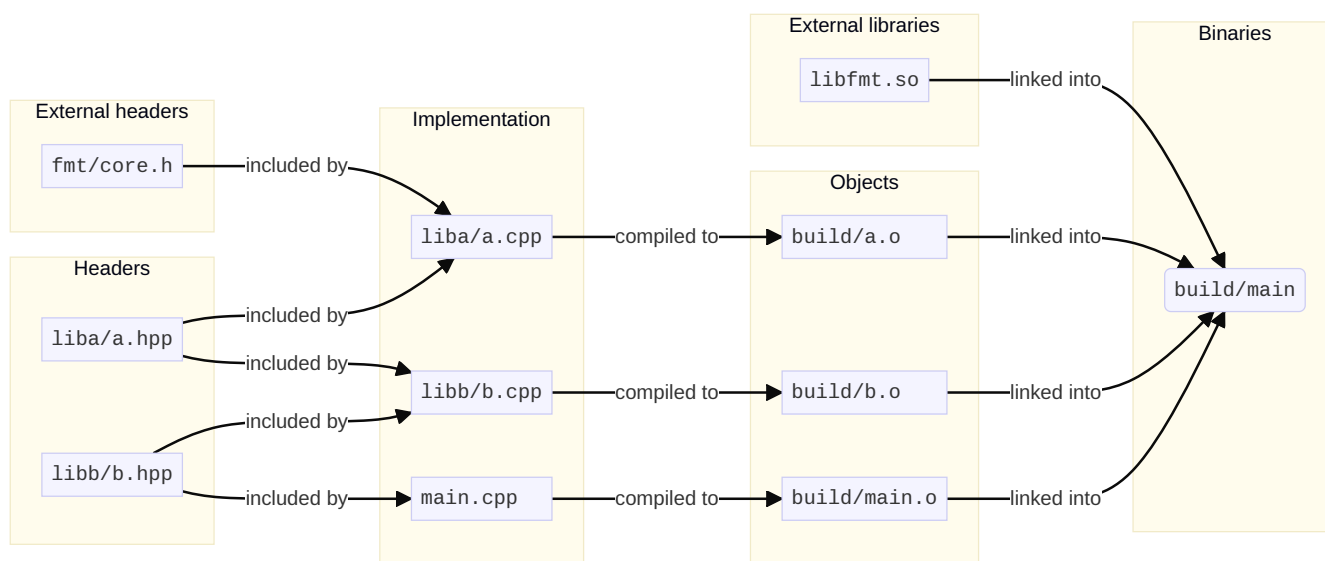 External headers
fmt/core.h
Headers
liba/a.hpp
libb/b.hpp
included by
included by
included by
included by
included by
Implementation
liba/a.cpp
libb/b.cpp
main.cpp
compiled to
compiled to
compiled to
External libraries
libfmt.so
Objects
build/a.o
build/b.o
build/main.o
linked into
linked into
linked into
linked into
Binaries
build/main